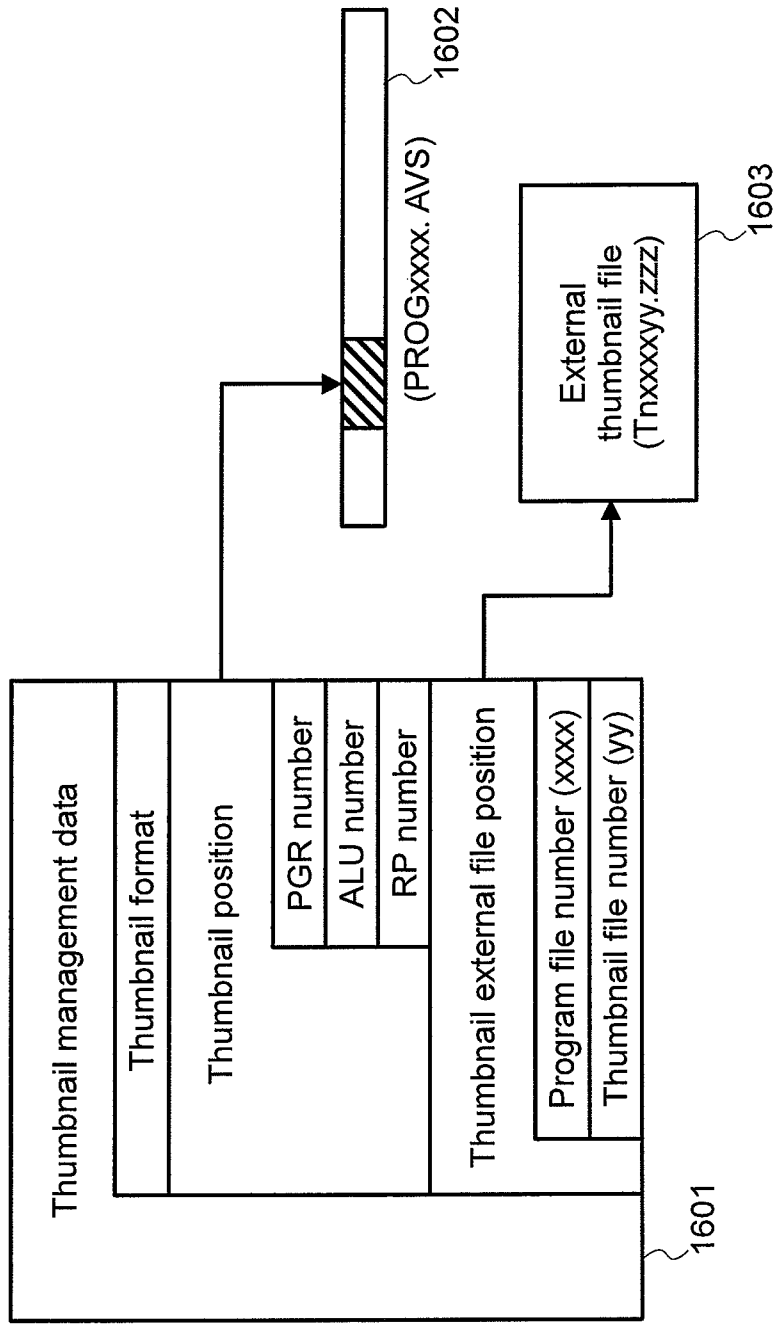 Thumbnail management data
Thumbnail format
Thumbnail position
PGR number
ALU number
RP number
Thumbnail external file position
Program file number (xxxx)
Thumbnail file number (yy)
1601
(PROGxxxx. AVS)
1602
External
thumbnail file
(Tnxxxxyy.zzz)
1603